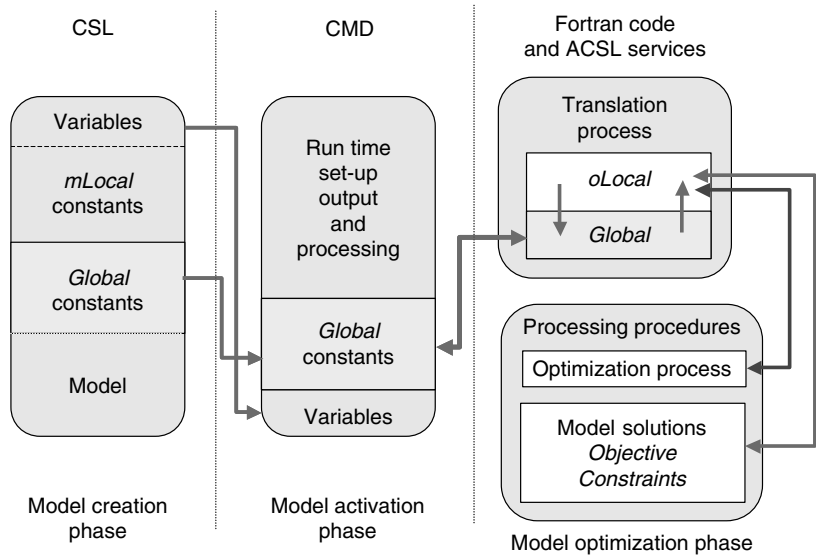 CSL
Variables
mLocal
constants
Global
constants
Model
Model creation
phase
CMD
Run time
set-up
output
and
processing
Global
constants
Variables
Model activation
phase
Fortran code
and ACSL services
Translation
process
oLocal
Global
Processing procedures
Optimization process
Model solutions
Objective
Constraints
Model optimization phase